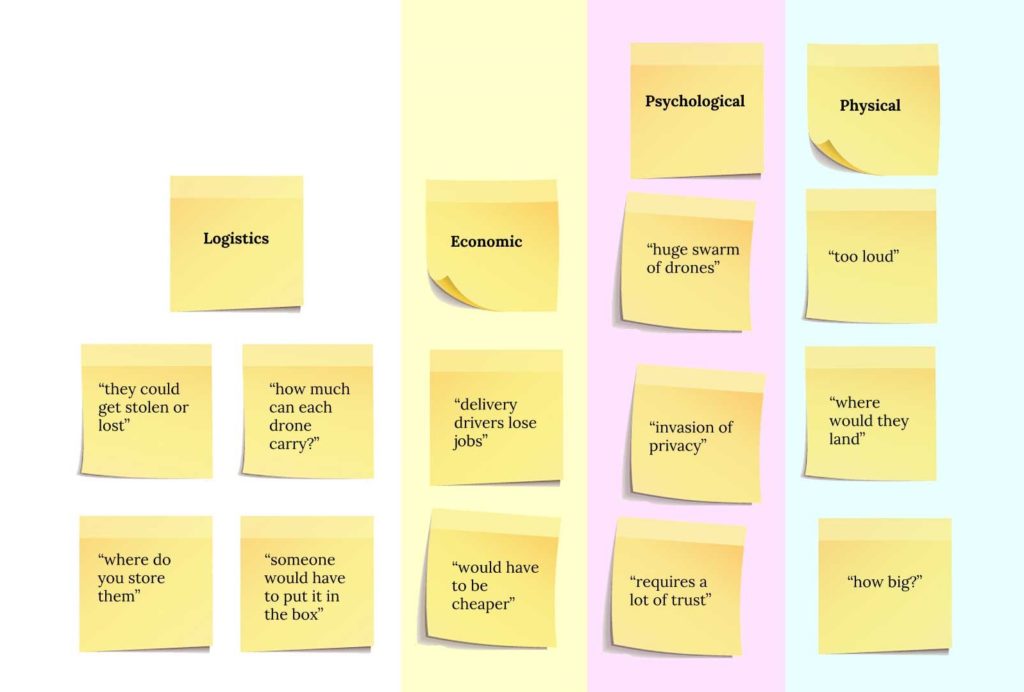 Logistics
“they could
get stolen or
lost”
“how much
can each
drone
carry?”
“where do
you store
them”
“someone
would have
to put it in
the box”
Economic
“delivery
drivers lose
jobs”
“would have
to be
cheaper”
Psychological
“huge swarm
of drones”
“invasion of
privacy”
“requires a
lot of trust”
Physical
“too loud”
“where
would they
land”
“how big?”